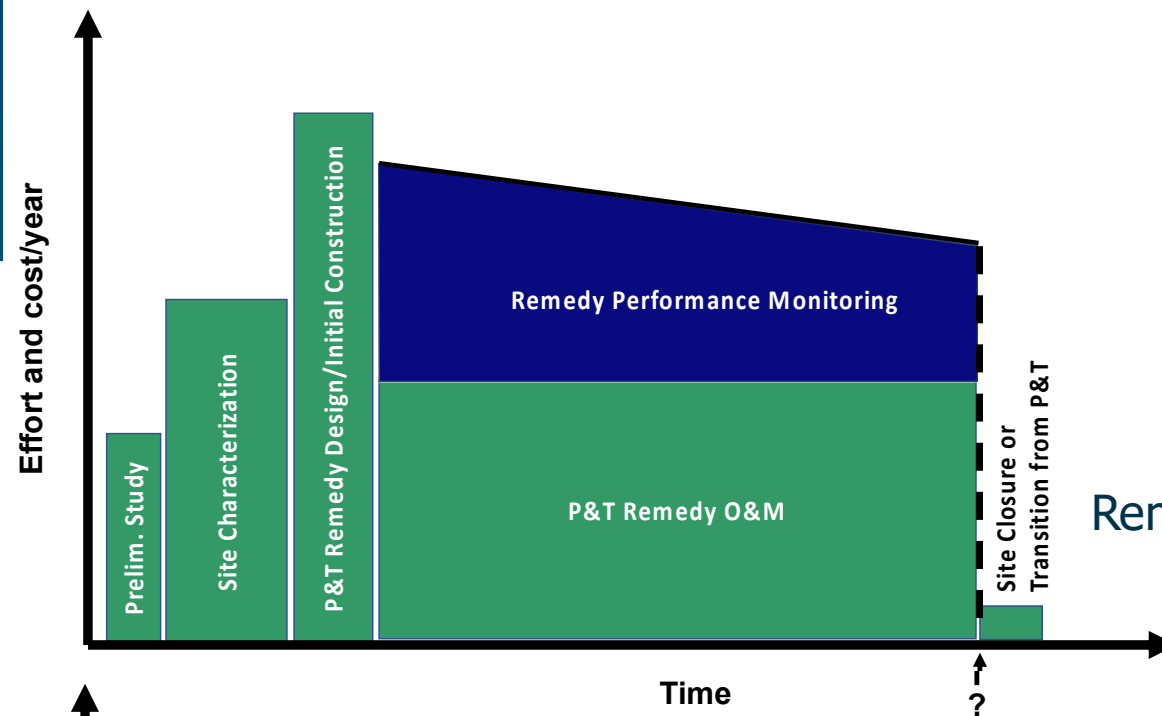 Effort and cost/year
Prelim. Study
Site Characterization
P&T Remedy Design/Initial Construction
Remedy Performance Monitoring
P&T Remedy O&M
Site Closure or
Transition from P&T
Rer
Time
?